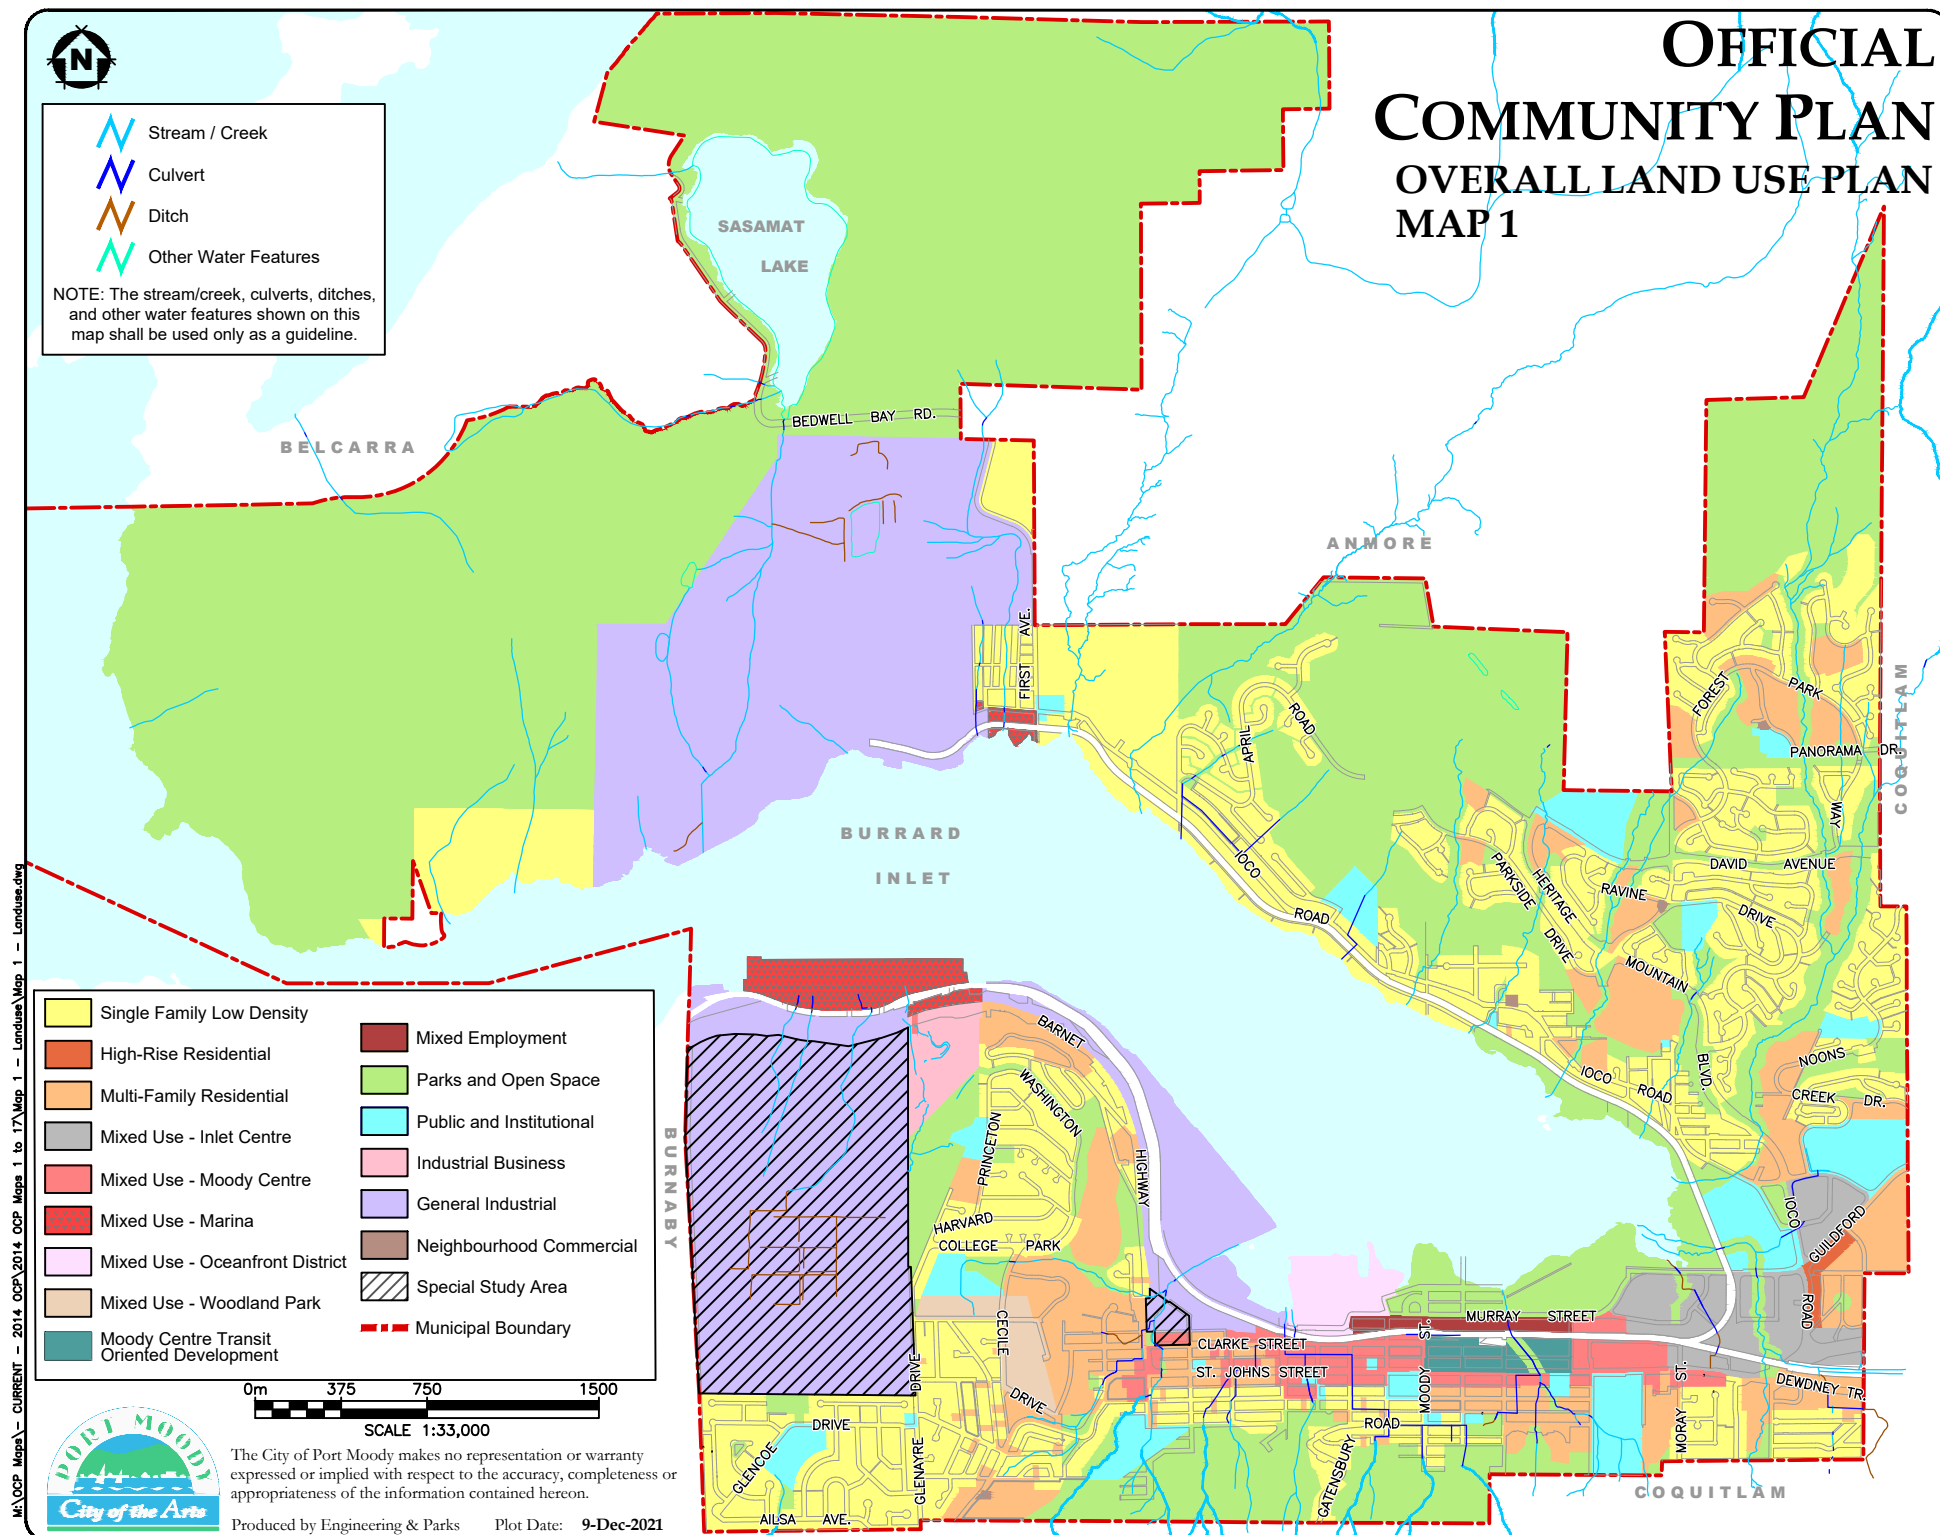 OFFICIAL
COMMUNITY PLAN
OVERALL LAND USE PLAN
MAP 1
N
Stream / Creek
Culvert
Ditch
Other Water Features
NOTE: The stream/creek, culverts, ditches,
and other water features shown on this
map shall be used only as a guideline.
SASAMAT
LAKE
BEDWELL BAY RD.
BELCARRA
ANMORE
FIRST AVE.
COQUITLAM
FOREST
PARK
WAY
PANORAMA DR.
APRIL
ROAD
BURRARD
INLET
IOCO
ROAD
DAVID AVENUE
PARKSIDE
DRIVE
HERITAGE
RAVINE
DRIVE
MOUNTAIN
BLVD.
NOONS
CREEK DR.
IOCO ROAD
IOCO
GUILDFORD
ROAD
BARNET
HIGHWAY
WASHINGTON
PRINCETON
HARVARD
COLLEGE PARK
BURNABY
CECILE
DRIVE
MURRAY STREET
CLARKE STREET
ST. JOHNS STREET
MOODY ST.
MORAY ST.
DEWDNEY TR.
ROAD
GATENSBURY
GLENAYRE DRIVE
GLENCOE
DRIVE
AILSA AVE.
COQUITLAM
Single Family Low Density
High-Rise Residential
Multi-Family Residential
Mixed Use - Inlet Centre
Mixed Use - Moody Centre
Mixed Use - Marina
Mixed Use - Oceanfront District
Mixed Use - Woodland Park
Moody Centre Transit
Oriented Development
Mixed Employment
Parks and Open Space
Public and Institutional
Industrial Business
General Industrial
Neighbourhood Commercial
Special Study Area
Municipal Boundary
0m 375 750 1500
SCALE 1:33,000
PORT MOODY
City of the Arts
The City of Port Moody makes no representation or warranty
expressed or implied with respect to the accuracy, completeness or
appropriateness of the information contained hereon.
Produced by Engineering & Parks Plot Date: 9-Dec-2021
M:\OCP Maps\- CURRENT - 2014 OCP\2014 OCP Maps 1 to 17\Map 1 - Landuse\Map 1 - Landuse.dwg